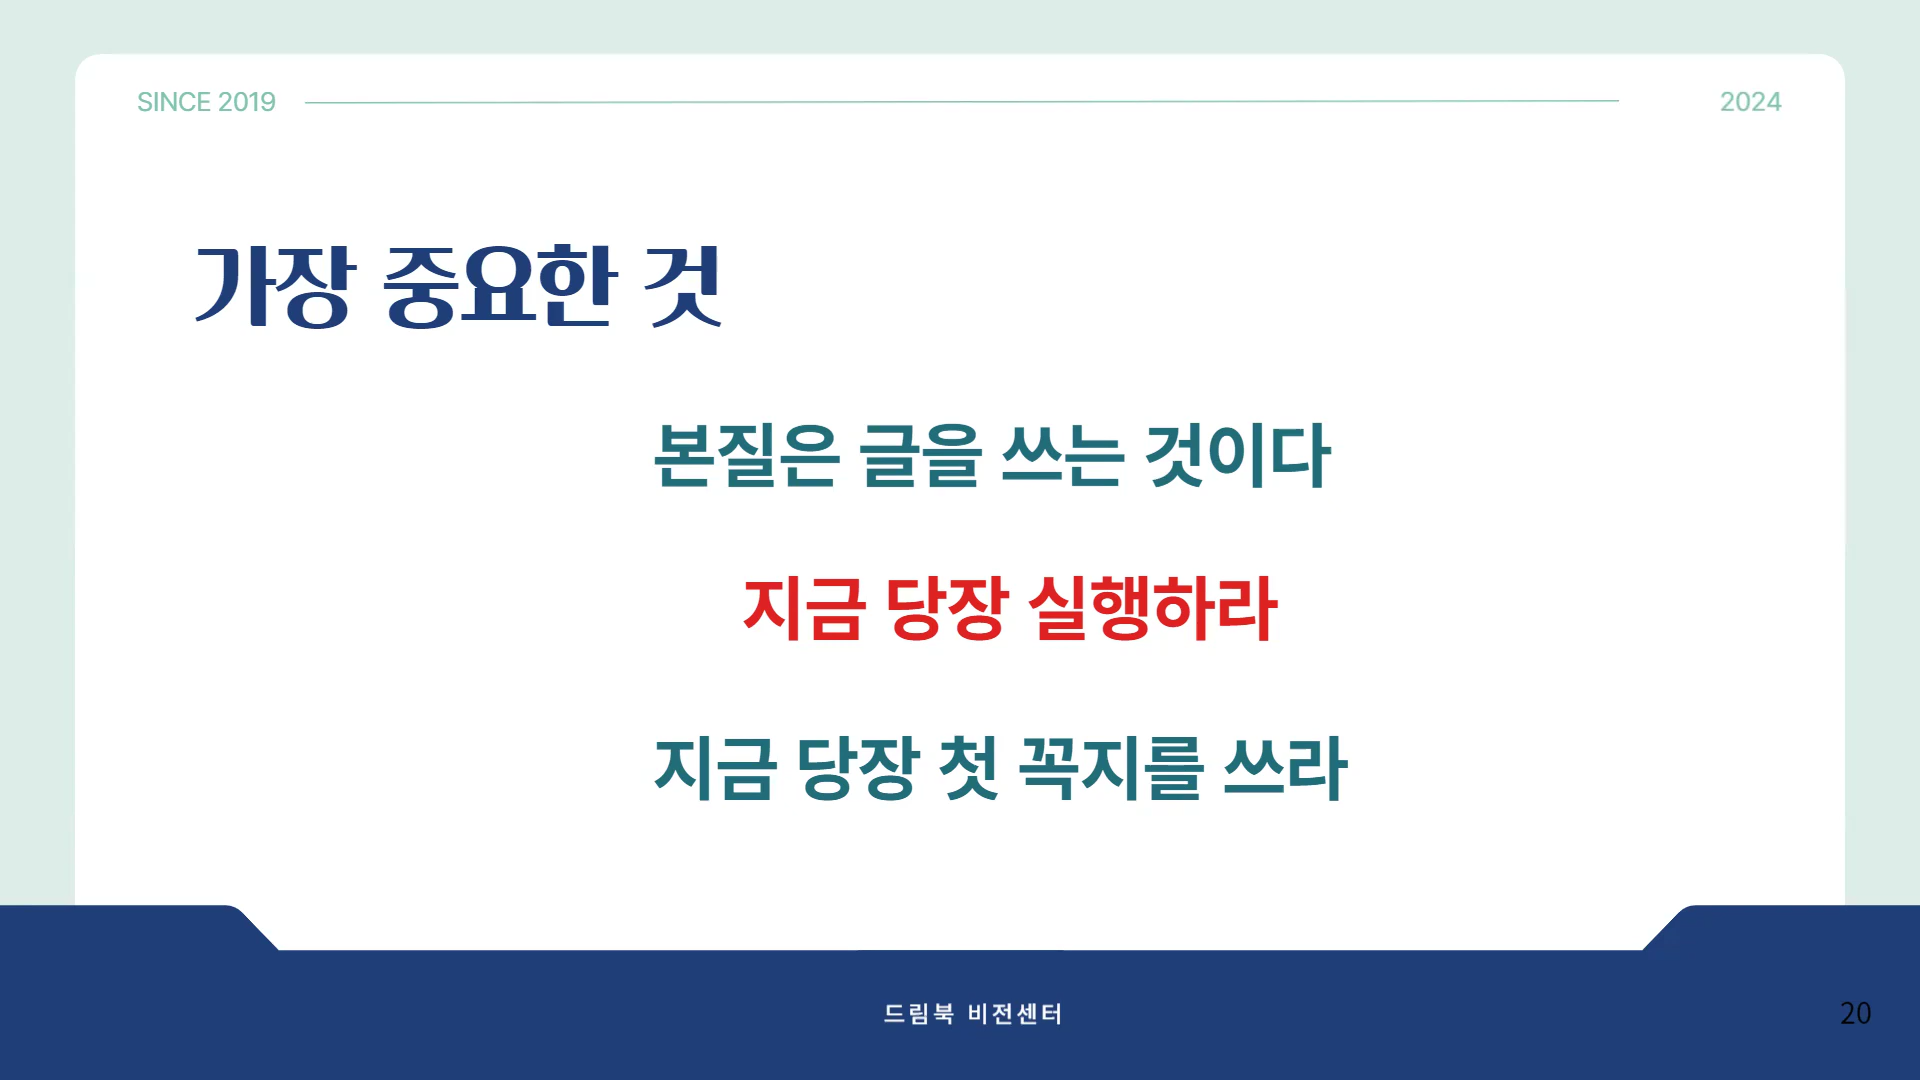 SINCE 2019
2024
가장 중요한 것
본질은 글을 쓰는 것이다
지금 당장 실행하라
지금 당장 첫 꼭지를 쓰라
드림북 비전센터
20